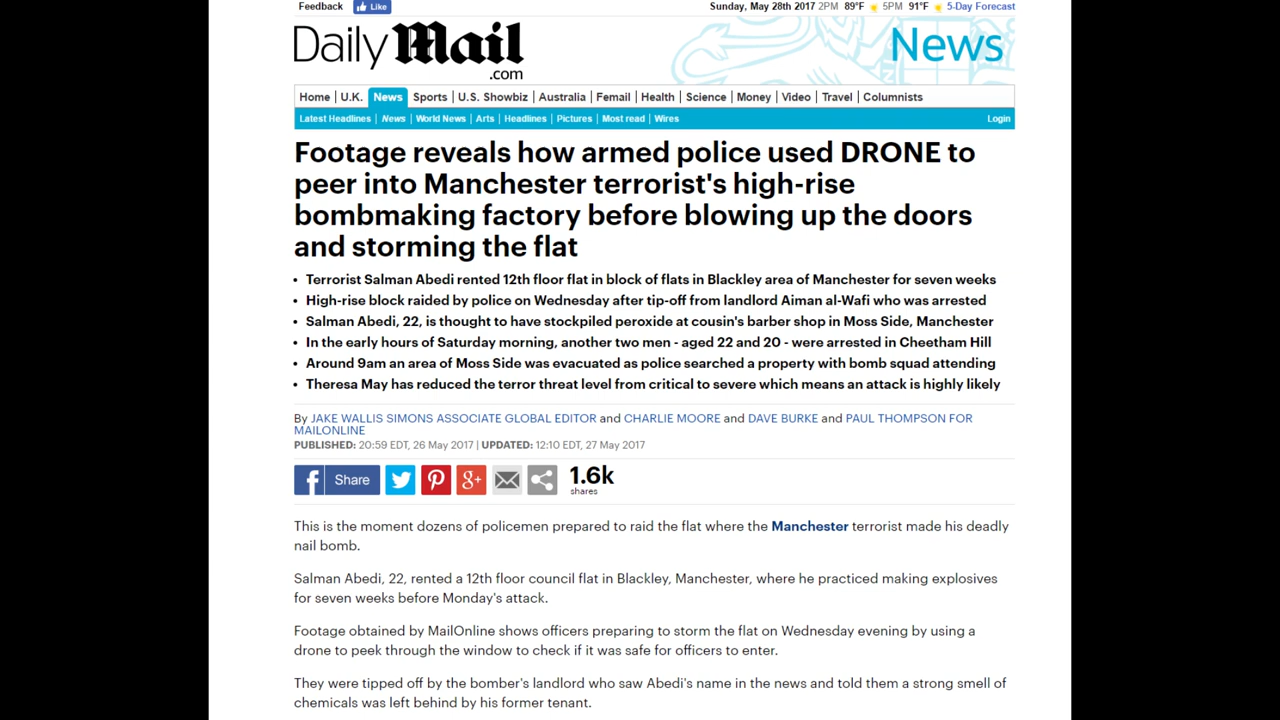 Feedback Like Sunday, May 28th 2017 2PM 89°F 5PM 91°F 5-Day Forecast
Daily Mail .com News
Home U.K. News Sports U.S. Showbiz Australia Femail Health Science Money Video Travel Columnists
Latest Headlines News World News Arts Headlines Pictures Most read Wires Login
Footage reveals how armed police used DRONE to
peer into Manchester terrorist's high-rise
bombmaking factory before blowing up the doors
and storming the flat
• Terrorist Salman Abedi rented 12th floor flat in block of flats in Blackley area of Manchester for seven weeks
• High-rise block raided by police on Wednesday after tip-off from landlord Aiman al-Wafi who was arrested
• Salman Abedi, 22, is thought to have stockpiled peroxide at cousin's barber shop in Moss Side, Manchester
• In the early hours of Saturday morning, another two men - aged 22 and 20 - were arrested in Cheetham Hill
• Around 9am an area of Moss Side was evacuated as police searched a property with bomb squad attending
• Theresa May has reduced the terror threat level from critical to severe which means an attack is highly likely
By JAKE WALLIS SIMONS ASSOCIATE GLOBAL EDITOR and CHARLIE MOORE and DAVE BURKE and PAUL THOMPSON FOR
MAILONLINE
PUBLISHED: 20:59 EDT, 26 May 2017 | UPDATED: 12:10 EDT, 27 May 2017
Share 1.6k
shares
This is the moment dozens of policemen prepared to raid the flat where the Manchester terrorist made his deadly
nail bomb.
Salman Abedi, 22, rented a 12th floor council flat in Blackley, Manchester, where he practiced making explosives
for seven weeks before Monday's attack.
Footage obtained by MailOnline shows officers preparing to storm the flat on Wednesday evening by using a
drone to peek through the window to check if it was safe for officers to enter.
They were tipped off by the bomber's landlord who saw Abedi's name in the news and told them a strong smell of
chemicals was left behind by his former tenant.